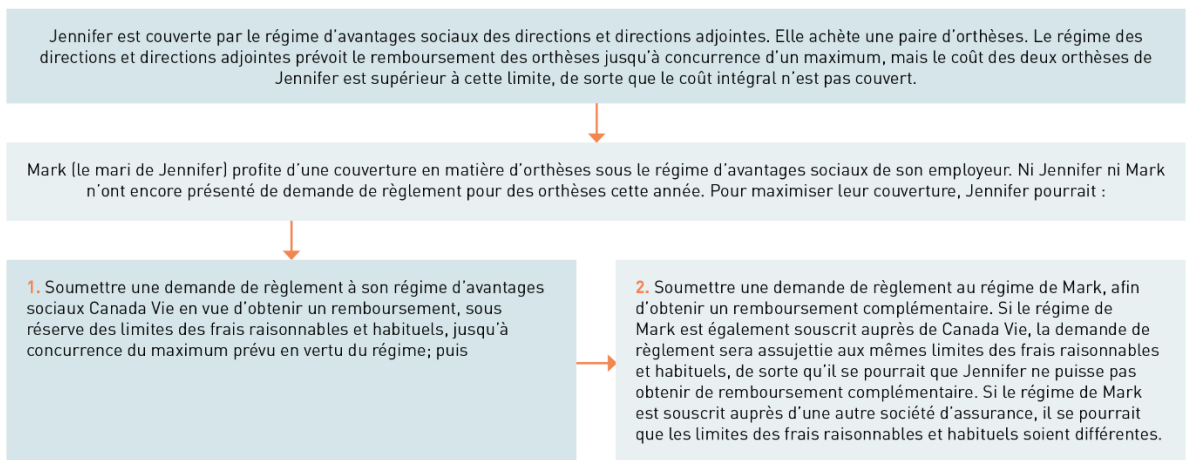 Jennifer est couverte par le régime d’avantages sociaux des directions et directions adjointes. Elle achète une paire d’orthèses. Le régime des
directions et directions adjointes prévoit le remboursement des orthèses jusqu’à concurrence d’un maximum, mais le coût des deux orthèses de
Jennifer est supérieur à cette limite, de sorte que le coût intégral n’est pas couvert.
Mark (le mari de Jennifer) profite d’une couverture en matière d’orthèses sous le régime d’avantages sociaux de son employeur. Ni Jennifer ni Mark
n’ont encore présenté de demande de règlement pour des orthèses cette année. Pour maximiser leur couverture, Jennifer pourrait :
1. Soumettre une demande de règlement à son régime d’avantages
sociaux Canada Vie en vue d’obtenir un remboursement, sous
réserve des limites des frais raisonnables et habituels, jusqu’à
concurrence du maximum prévu en vertu du régime; puis
2. Soumettre une demande de règlement au régime de Mark, afin
d’obtenir un remboursement complémentaire. Si le régime de
Mark est également souscrit auprès de Canada Vie, la demande de
règlement sera assujettie aux mêmes limites des frais raisonnables
et habituels, de sorte qu’il se pourrait que Jennifer ne puisse pas
obtenir de remboursement complémentaire. Si le régime de Mark
est souscrit auprès d’une autre société d’assurance, il se pourrait
que les limites des frais raisonnables et habituels soient différentes.